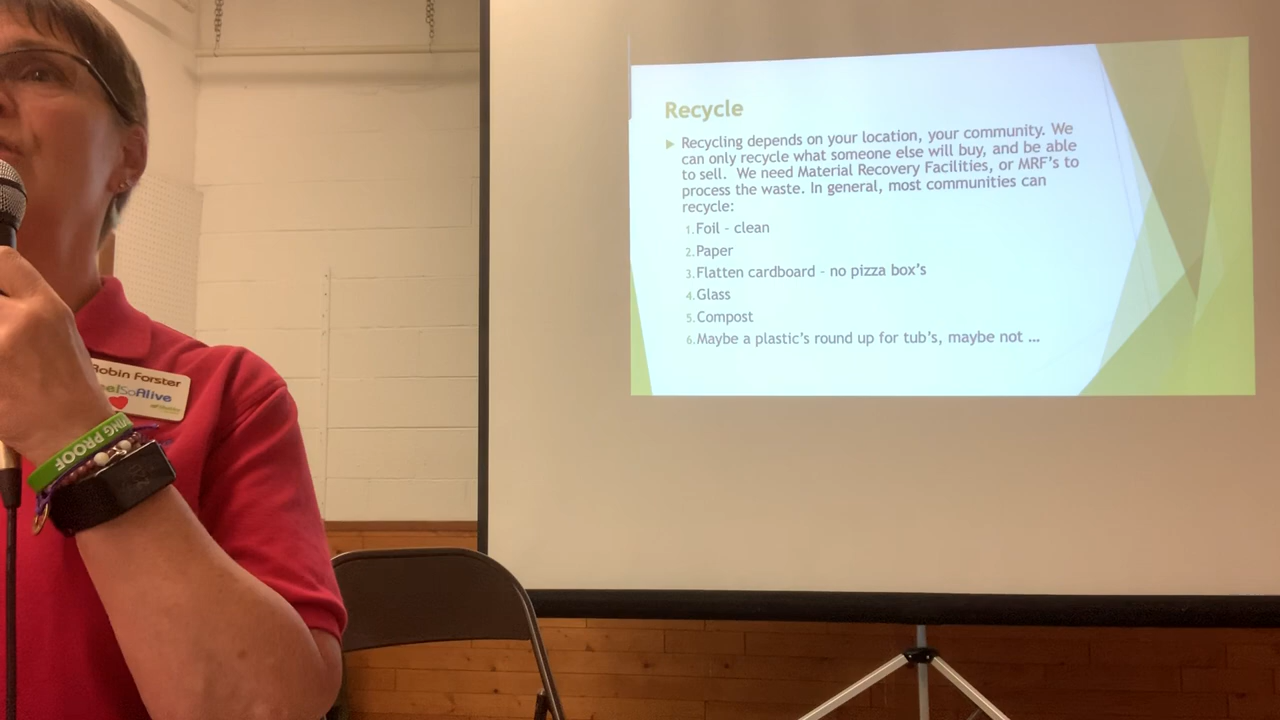 Recycle
Recycling depends on your location, your community. We
can only recycle what someone else will buy, and be able
to sell. We need Material Recovery Facilities, or MRF's to
process the waste. In general, most communities can
recycle:
1. Foil - clean
2. Paper
3. Flatten cardboard - no pizza box's
4. Glass
5. Compost
6. Maybe a plastic's round up for tub's, maybe not ...
Robin Forster
eelSoAlive
NG PROOF